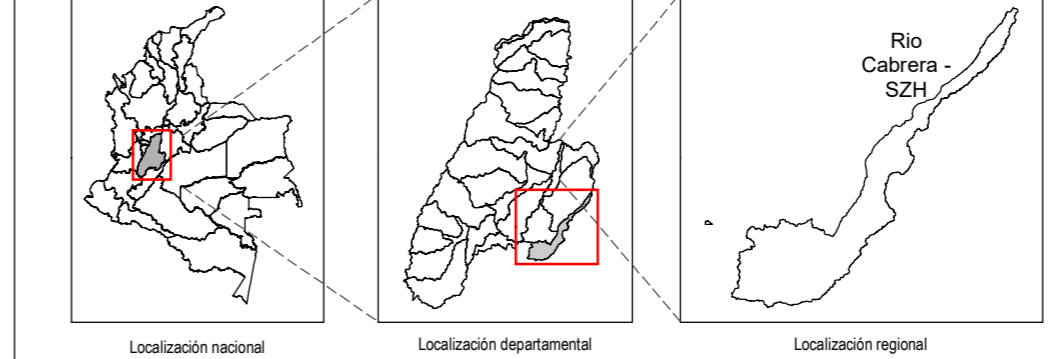 Rio
Cabrera -
SZH
Localización nacional
Localización departamental
Localización regional